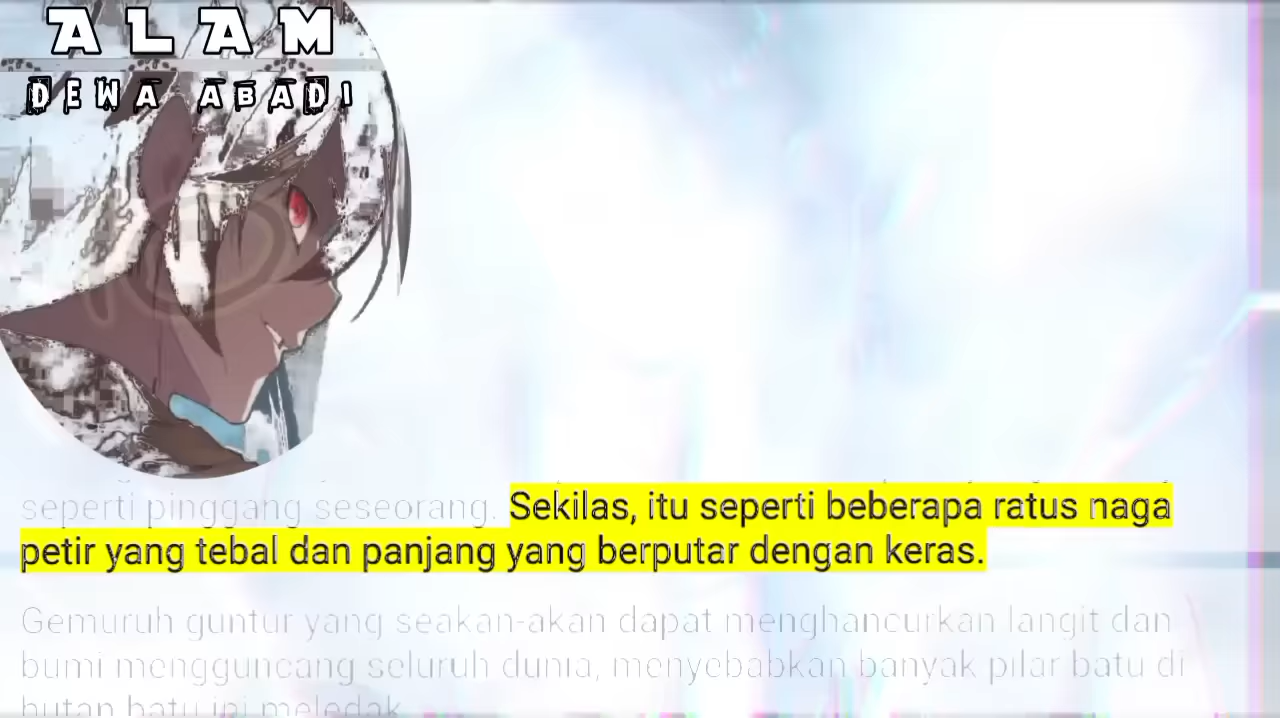 ALAM
DEWA ABADI
seperti pinggang seseorang. Sekilas, itu seperti beberapa ratus naga
petir yang tebal dan panjang yang berputar dengan keras.
Gemuruh guntur yang seakan-akan dapat menghancurkan langit dan
bumi mengguncang seluruh dunia, menyebabkan banyak pilar batu di
hutan batu ini meledak.